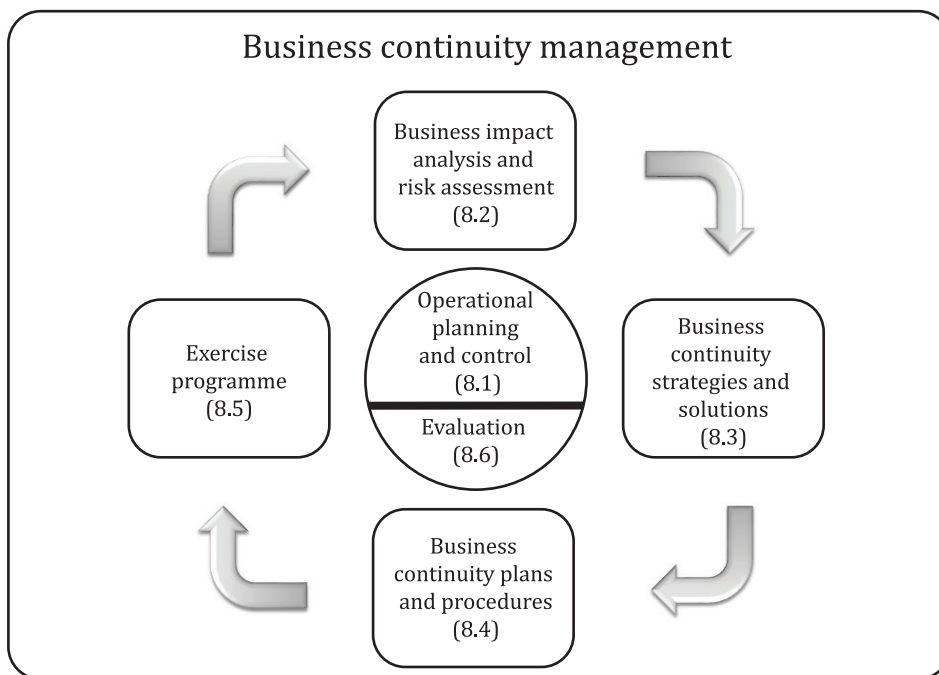 Business continuity management
Business impact
analysis and
risk assessment
(8.2)
Operational
planning
and control
(8.1)
Evaluation
(8.6)
Exercise
programme
(8.5)
Business
continuity
strategies and
solutions
(8.3)
Business
continuity plans
and procedures
(8.4)